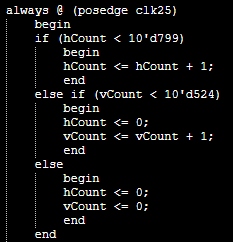 always @ (posedge clk25)
begin
if (hCount < 10'd799)
begin
hCount <= hCount + 1;
end
else if (vCount < 10'd524)
begin
hCount <= 0;
vCount <= vCount + 1;
end
else
begin
hCount <= 0;
vCount <= 0;
end
end